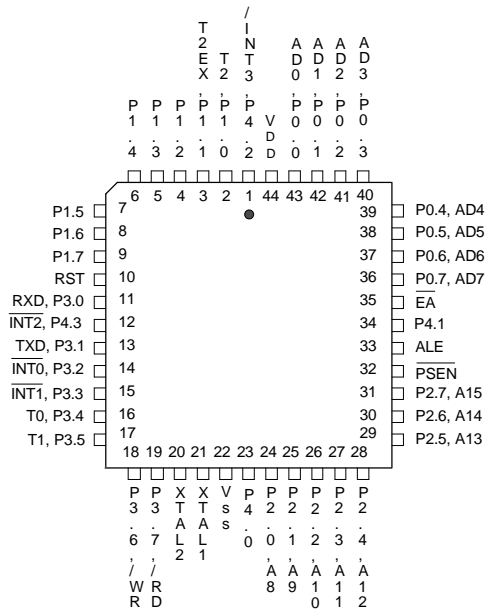 P1.4
P1.3
P1.2
T2EX,P1.1
T2,P1.0
/INT3,P4.2
VDD
AD0,P0.0
AD1,P0.1
AD2,P0.2
AD3,P0.3
6 5 4 3 2 1 44 43 42 41 40
P1.5 7
P1.6 8
P1.7 9
RST 10
RXD, P3.0 11
INT2, P4.3 12
TXD, P3.1 13
INT0, P3.2 14
INT1, P3.3 15
T0, P3.4 16
T1, P3.5 17
39 P0.4, AD4
38 P0.5, AD5
37 P0.6, AD6
36 P0.7, AD7
35 EA
34 P4.1
33 ALE
32 PSEN
31 P2.7, A15
30 P2.6, A14
29 P2.5, A13
18 19 20 21 22 23 24 25 26 27 28
P3.6,/WR
P3.7,/RD
XTAL2
XTAL1
Vss
P4.0
P2.0,A8
P2.1,A9
P2.2,A10
P2.3,A11
P2.4,A12